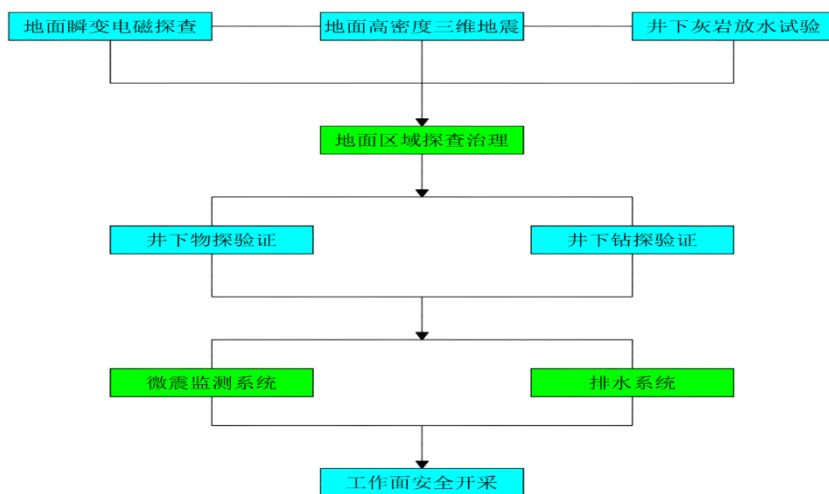 地面瞬变电磁探查
地面高密度三维地震
井下灰岩放水试验
地面区域探查治理
井下物探验证
井下钻探验证
微震监测系统
排水系统
工作面安全开采